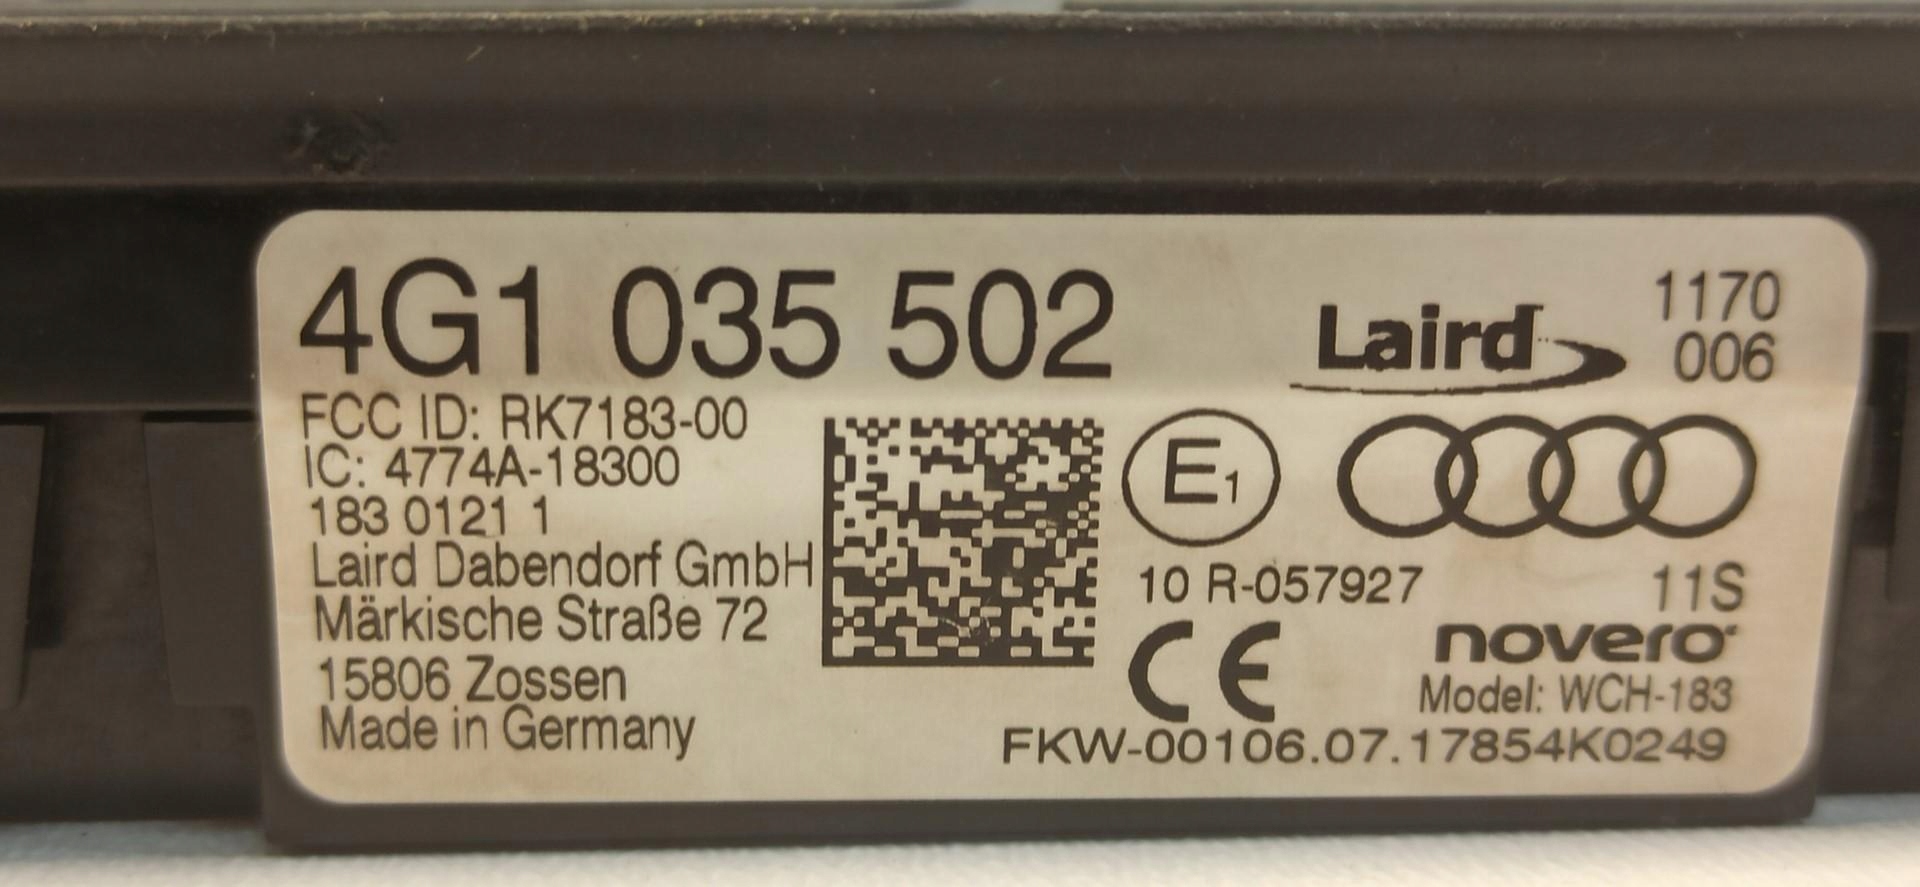 4G1 035 502
Laird
1170
006
FCC ID: RK7183-00
IC: 4774A-18300
183 0121 1
Laird Dabendorf GmbH
Märkische Straße 72
15806 Zossen
Made in Germany
E1
10 R-057927
11S
CE
novero
Model: WCH-183
FKW-00106.07.17854K0249